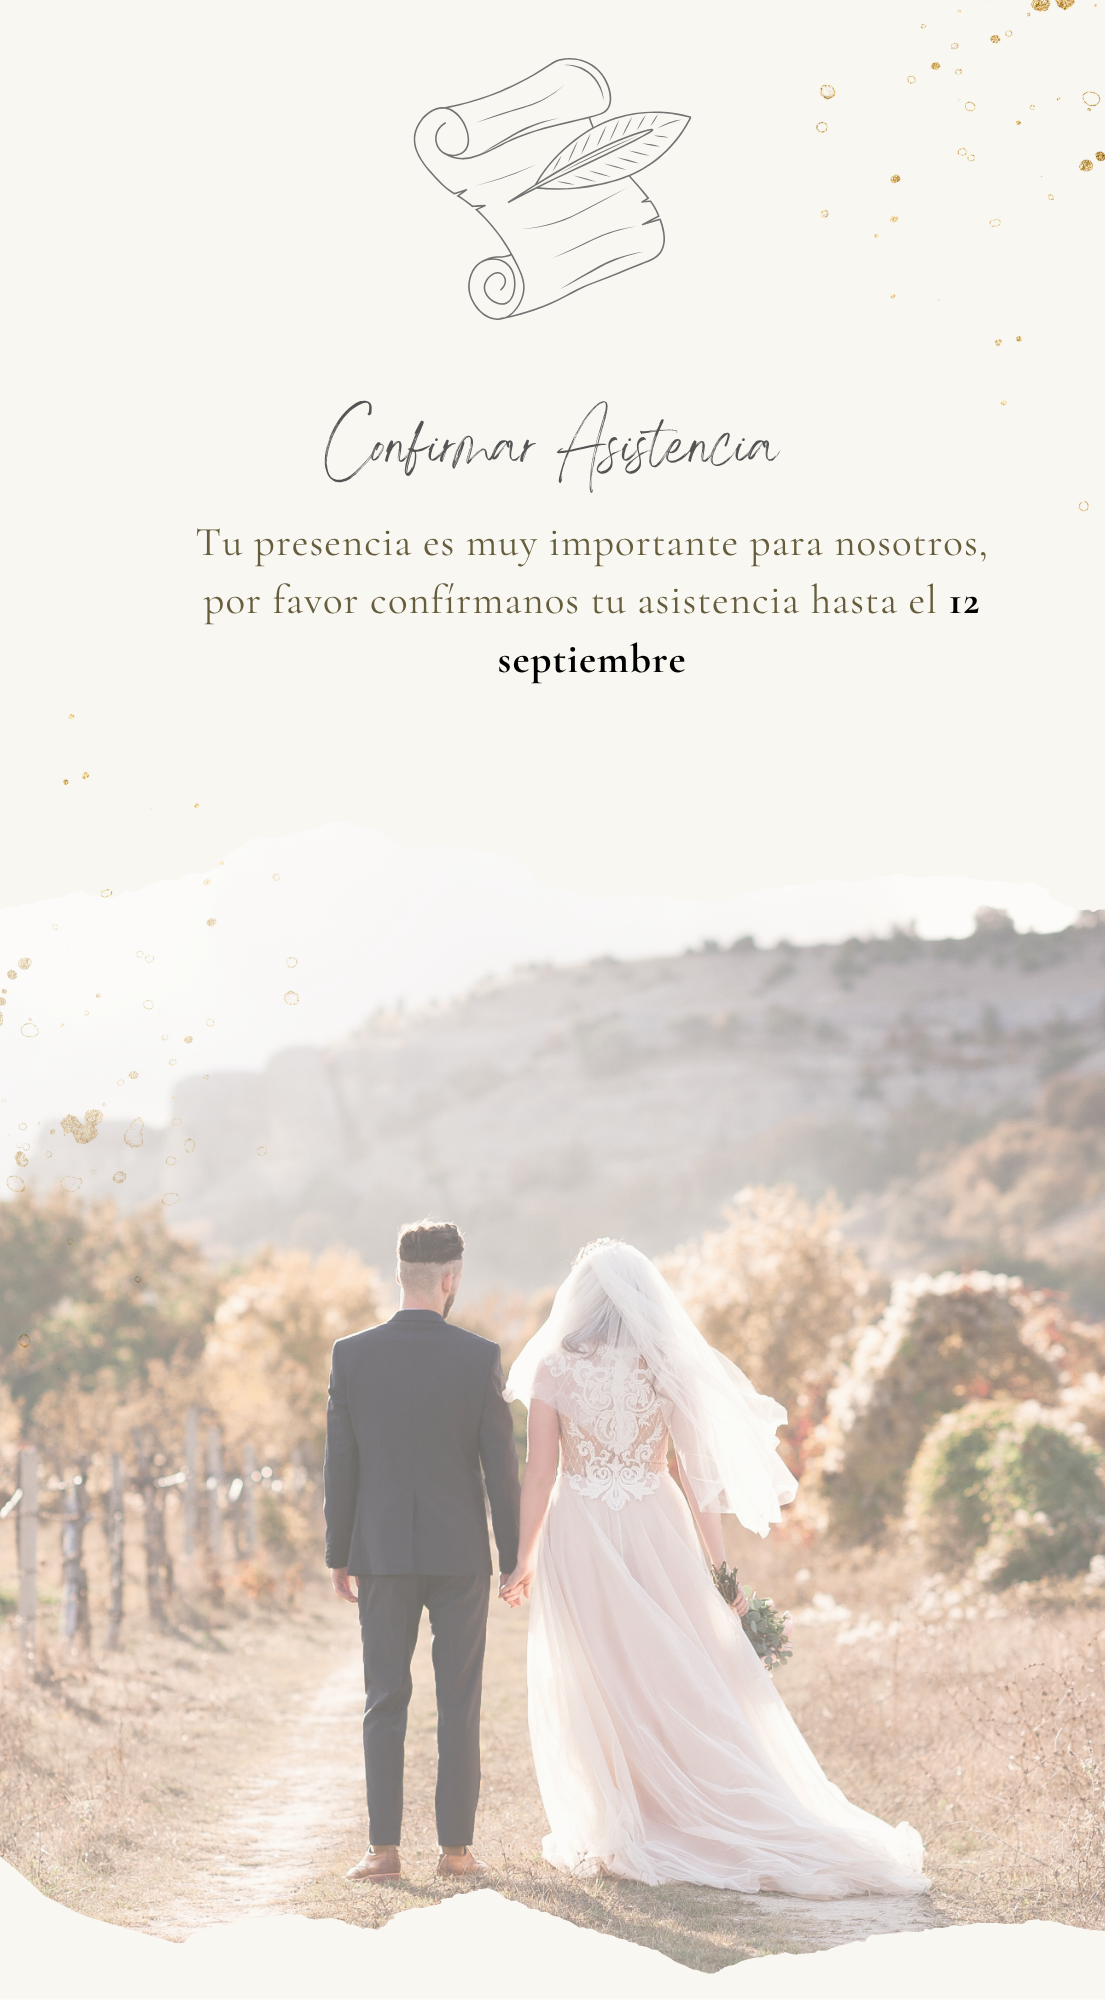 Confirmar Asistencia
Tu presencia es muy importante para nosotros,
por favor confírmanos tu asistencia hasta el 12
septiembre